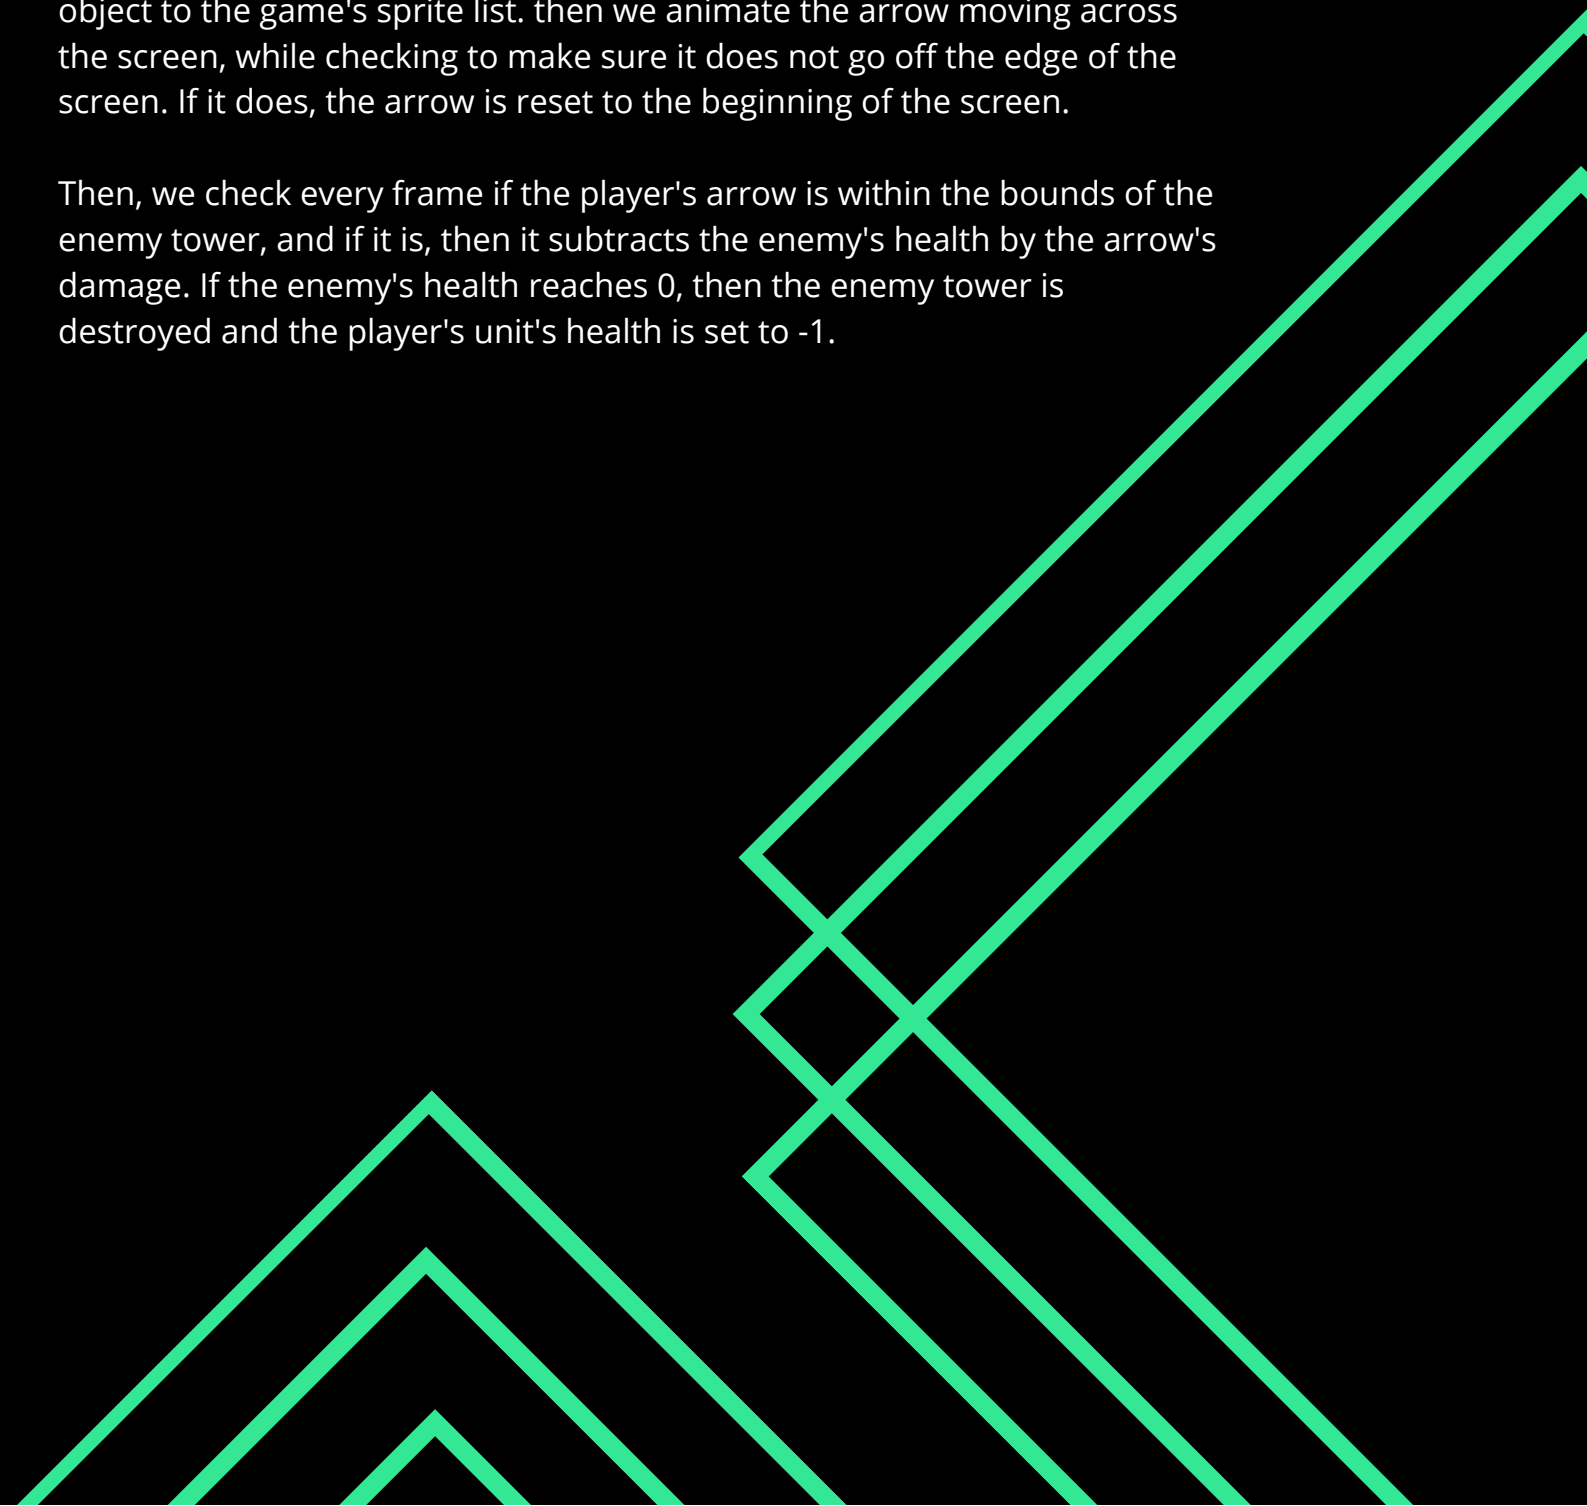 object to the game's sprite list. then we animate the arrow moving across
the screen, while checking to make sure it does not go off the edge of the
screen. If it does, the arrow is reset to the beginning of the screen.
Then, we check every frame if the player's arrow is within the bounds of the
enemy tower, and if it is, then it subtracts the enemy's health by the arrow's
damage. If the enemy's health reaches 0, then the enemy tower is
destroyed and the player's unit's health is set to -1.